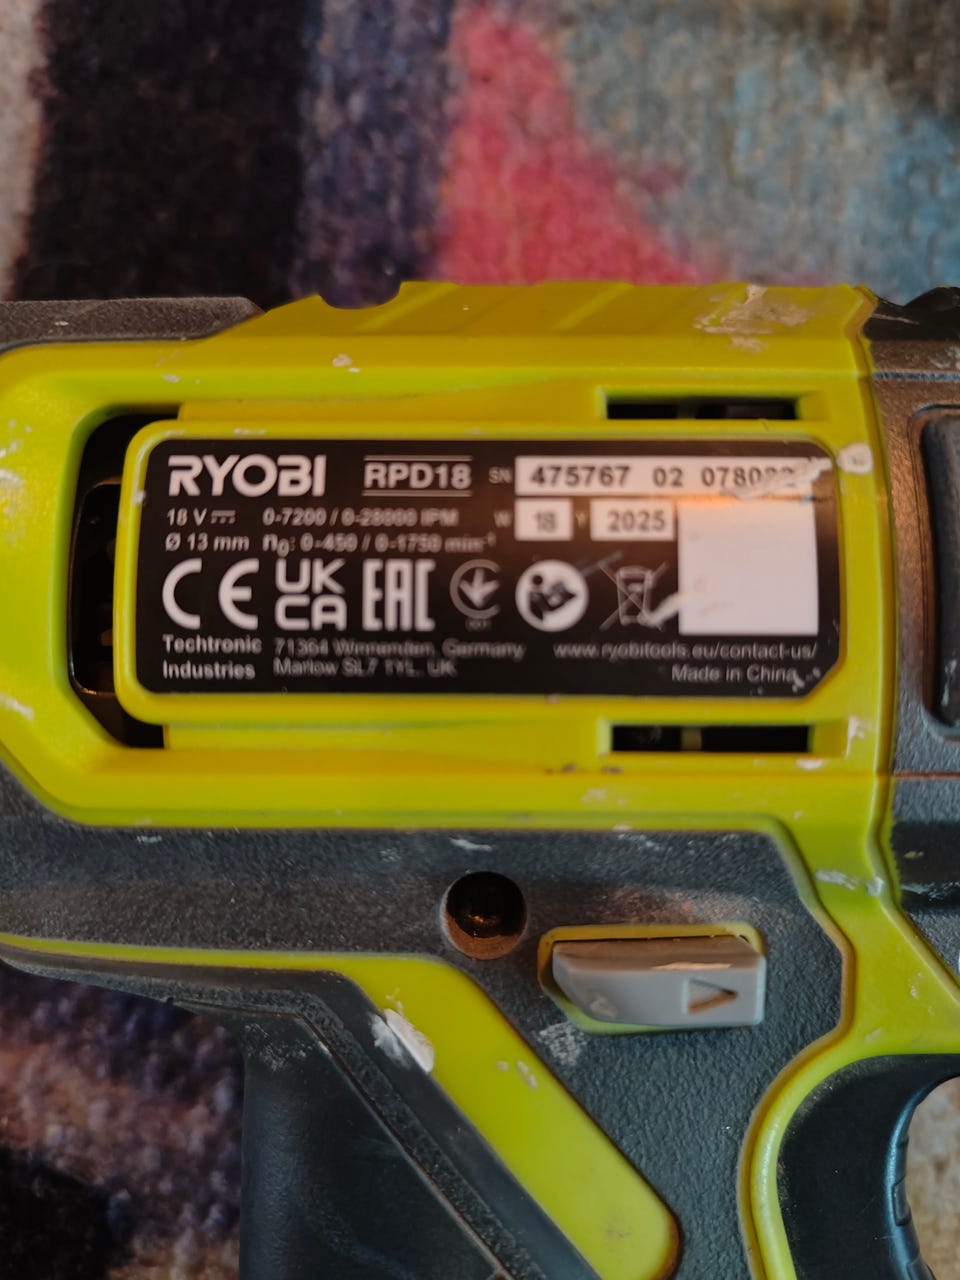 RYOBI RPD18 SN 475767 02
18 V 0-7200 / 0-28000 IPM W 18 Y 2025
Ø 13 mm n0: 0-450 / 0-1750 min⁻¹
CE UK CA EAC
Techtronic Industries
71364 Winnenden, Germany
Marlow SL7 1YL, UK
www.ryobitools.eu/contact-us/
Made in China